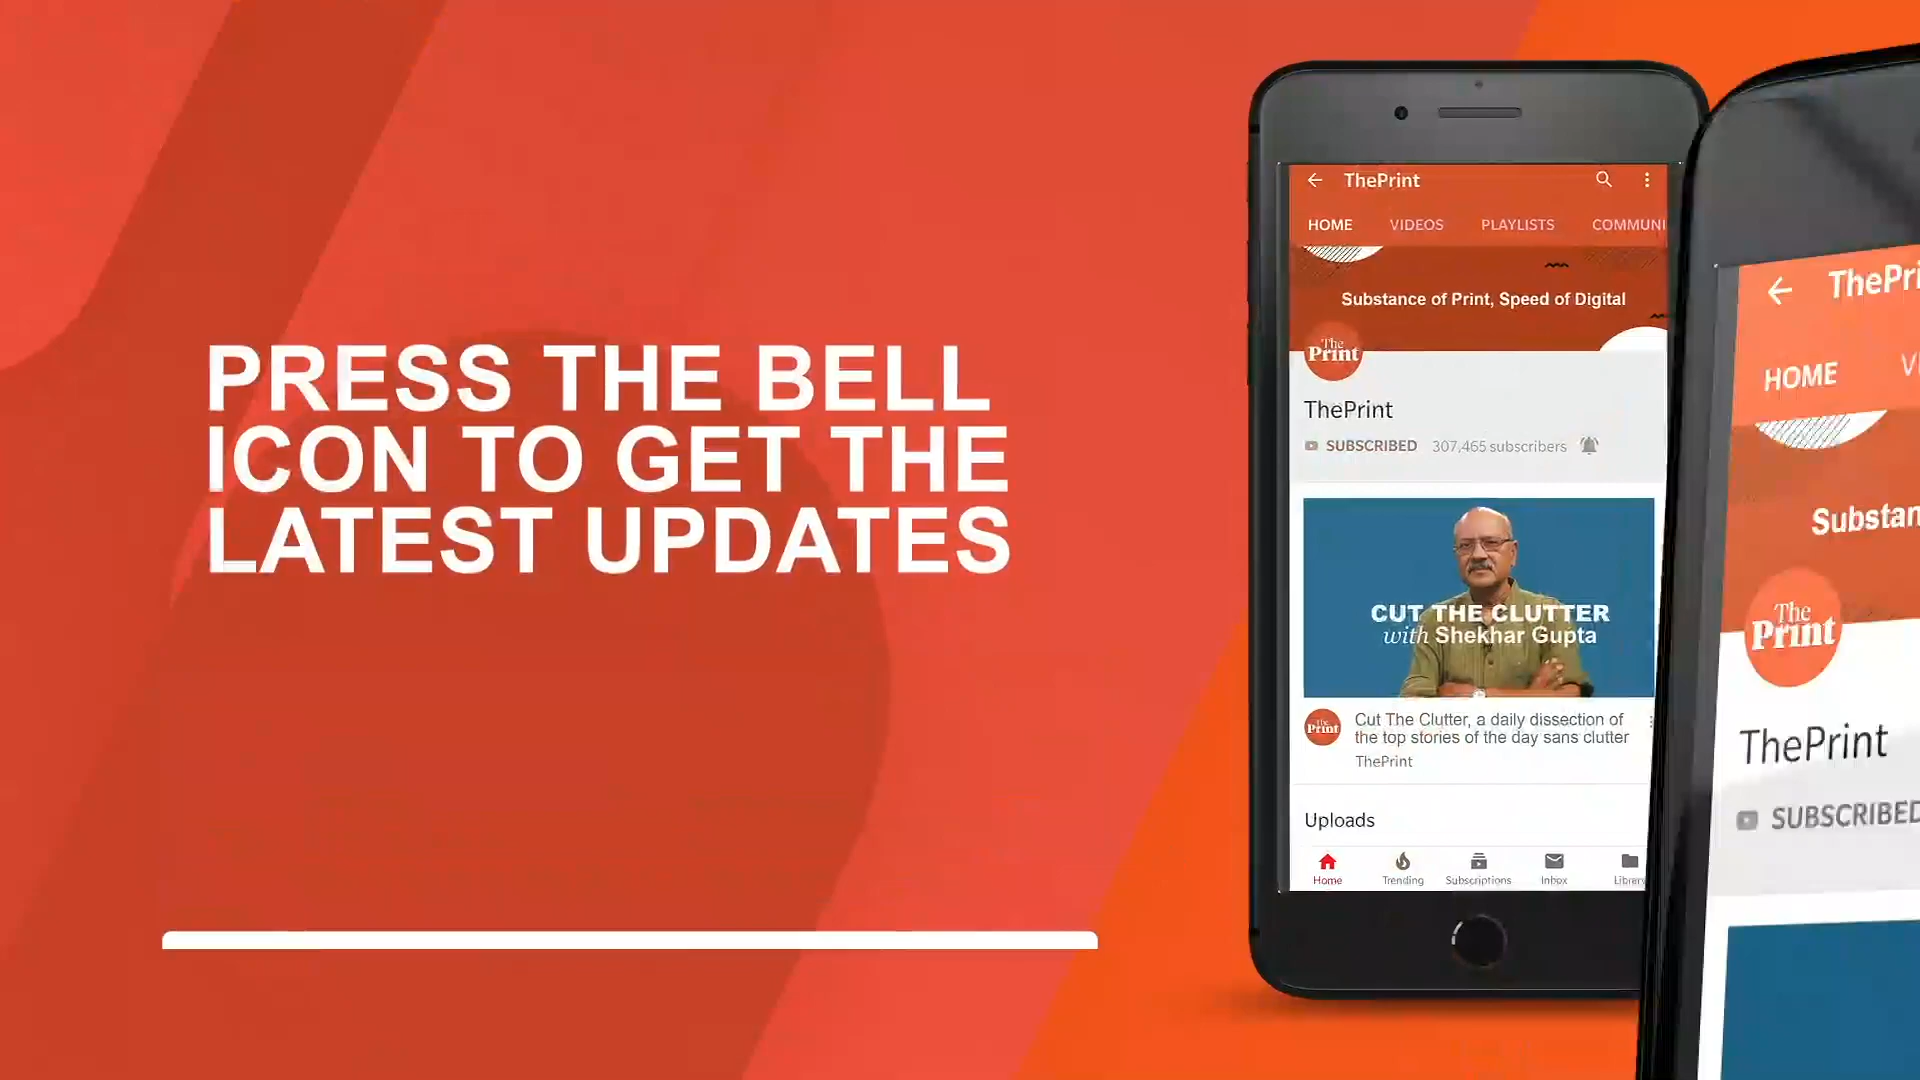 PRESS THE BELL
ICON TO GET THE
LATEST UPDATES
ThePrint
HOME VIDEOS PLAYLISTS COMMUNI
Substance of Print, Speed of Digital
The
Print
ThePrint
SUBSCRIBED 307,465 subscribers
CUT THE CLUTTER
with Shekhar Gupta
The
Print
Cut The Clutter, a daily dissection of
the top stories of the day sans clutter
ThePrint
Uploads
Home Trending Subscriptions Inbox Library
ThePri
HOME V
Substan
The
Print
ThePrint
SUBSCRIBED